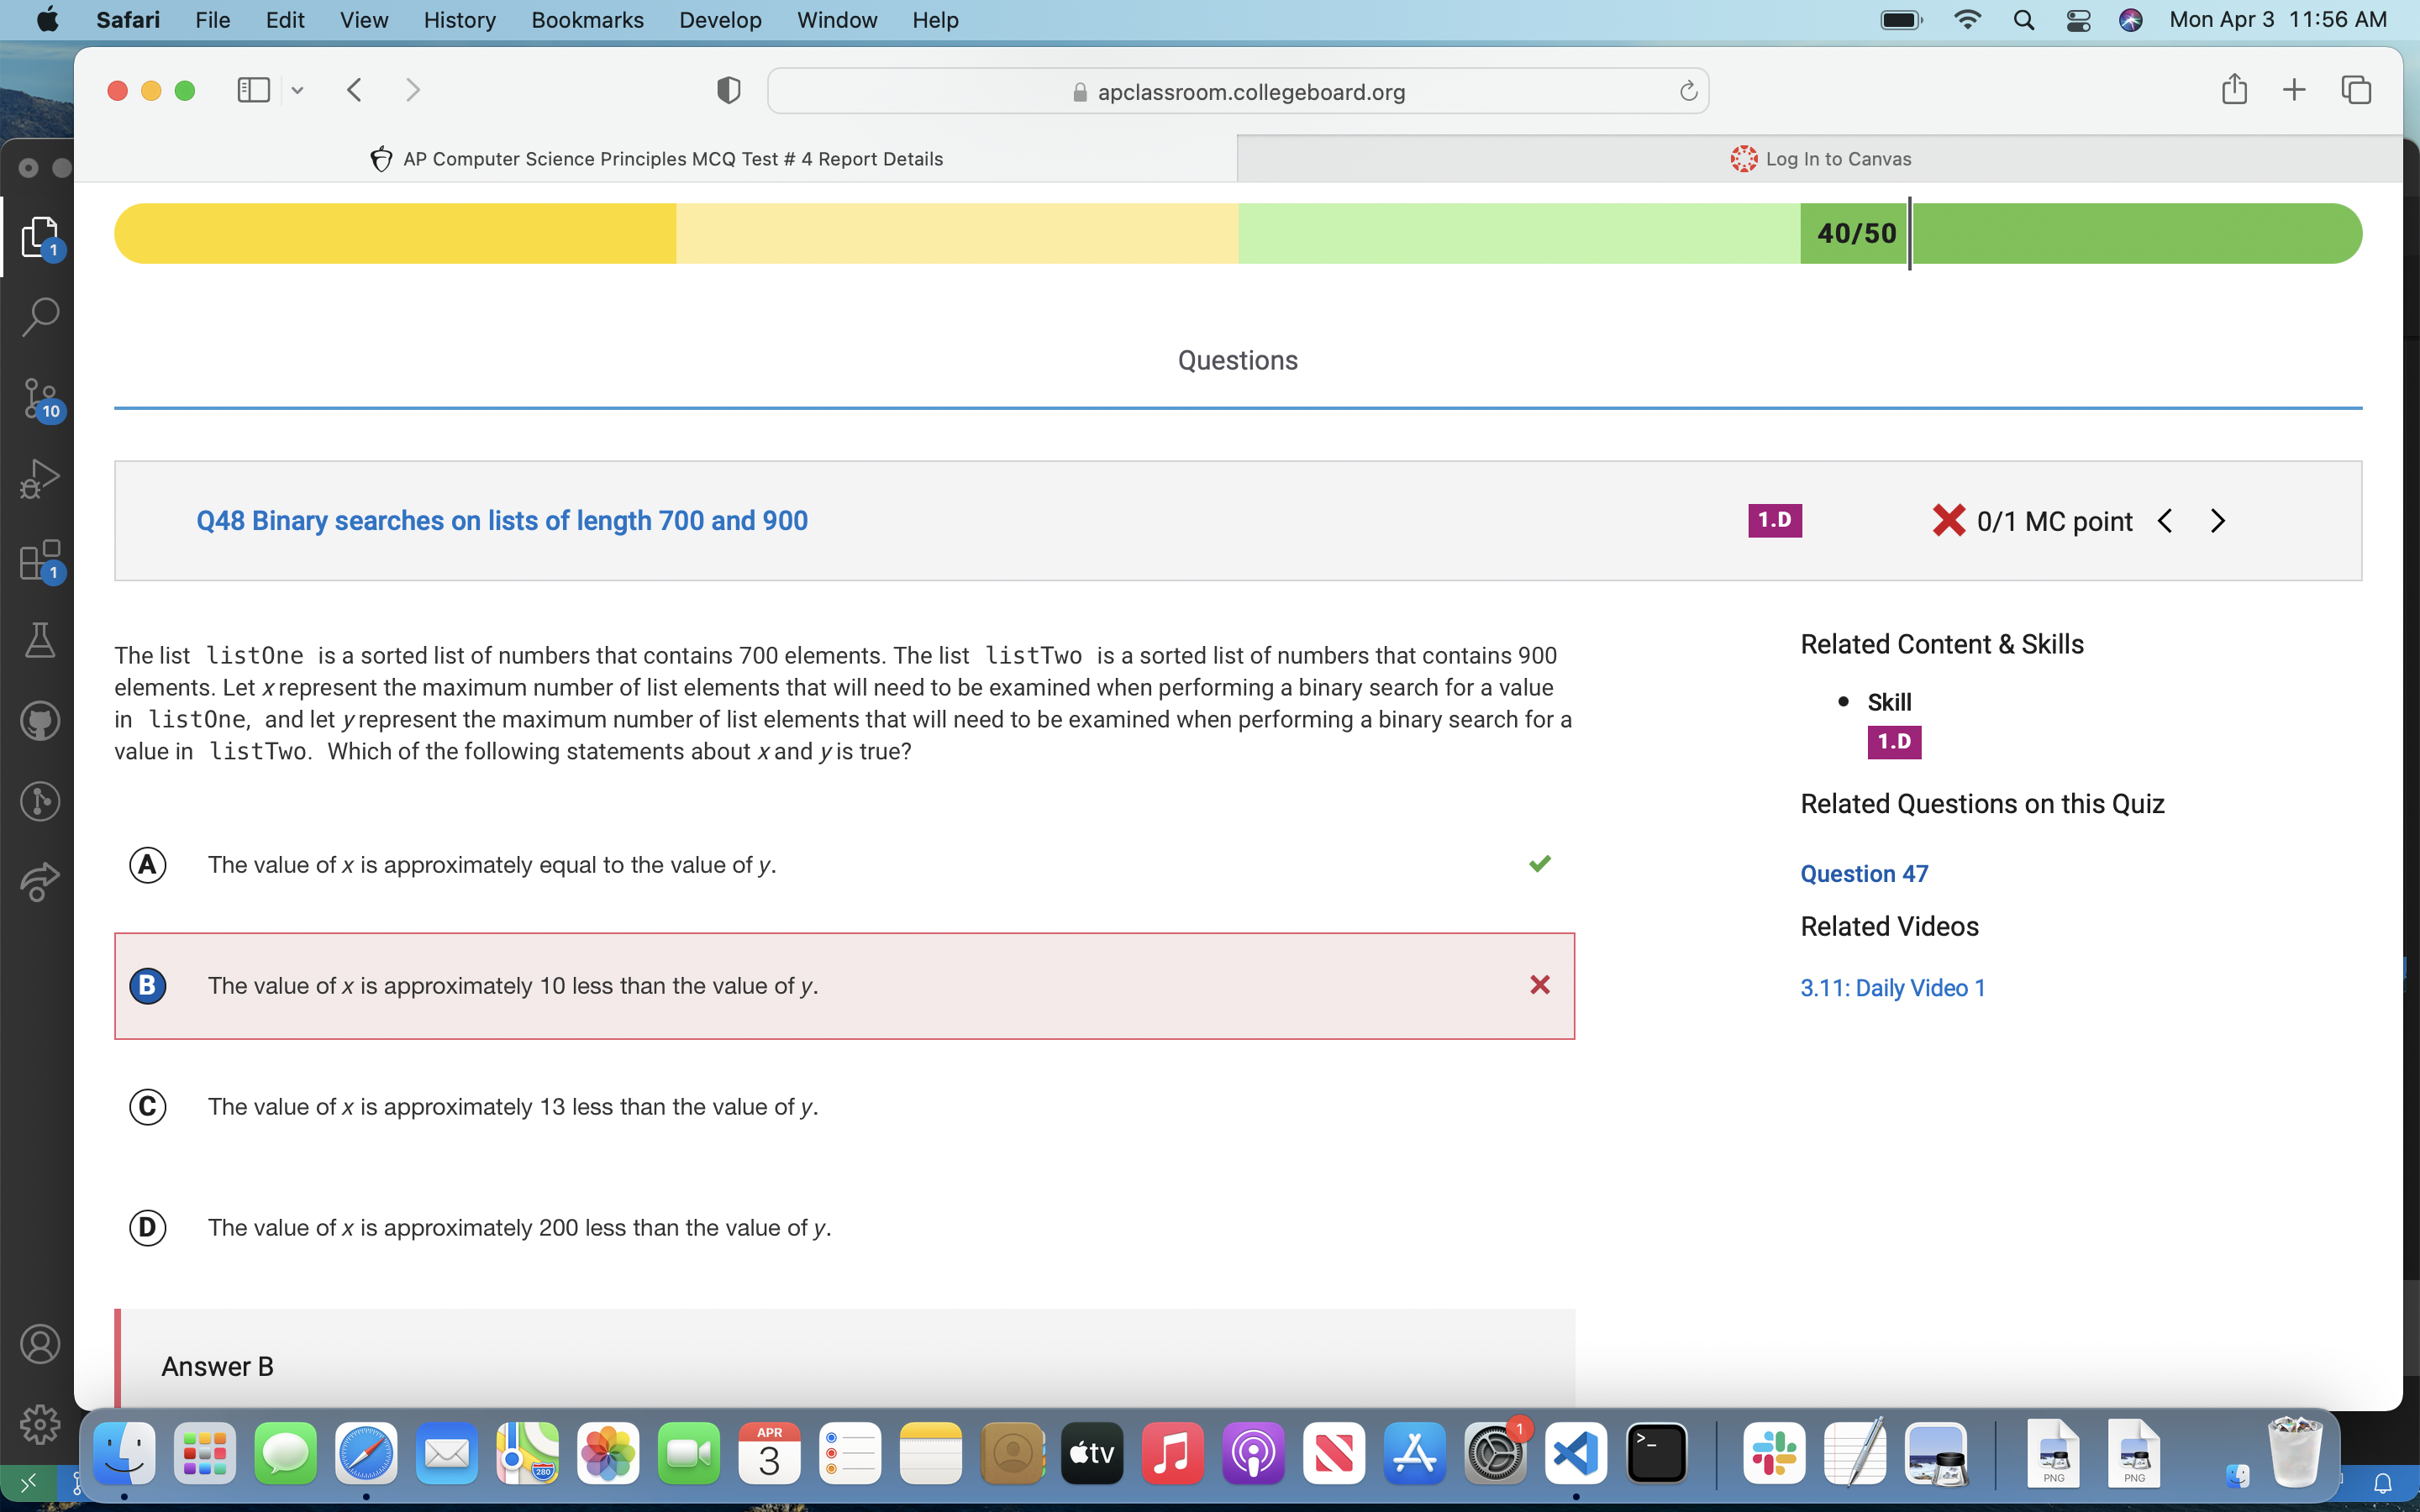 Safari File Edit View History Bookmarks Develop Window Help Mon Apr 3 11:56 AM
apclassroom.collegeboard.org
AP Computer Science Principles MCQ Test # 4 Report Details
Log In to Canvas
40/50
1
10
1
Questions
Q48 Binary searches on lists of length 700 and 900
1.D
0/1 MC point
The list listOne is a sorted list of numbers that contains 700 elements. The list listTwo is a sorted list of numbers that contains 900
elements. Let x represent the maximum number of list elements that will need to be examined when performing a binary search for a value
in listOne, and let y represent the maximum number of list elements that will need to be examined when performing a binary search for a
value in listTwo. Which of the following statements about x and y is true?
A The value of x is approximately equal to the value of y.
B The value of x is approximately 10 less than the value of y.
C The value of x is approximately 13 less than the value of y.
D The value of x is approximately 200 less than the value of y.
Answer B
Related Content & Skills
Skill
1.D
Related Questions on this Quiz
Question 47
Related Videos
3.11: Daily Video 1
280
APR
3
tv
1
>_
PNG
PNG